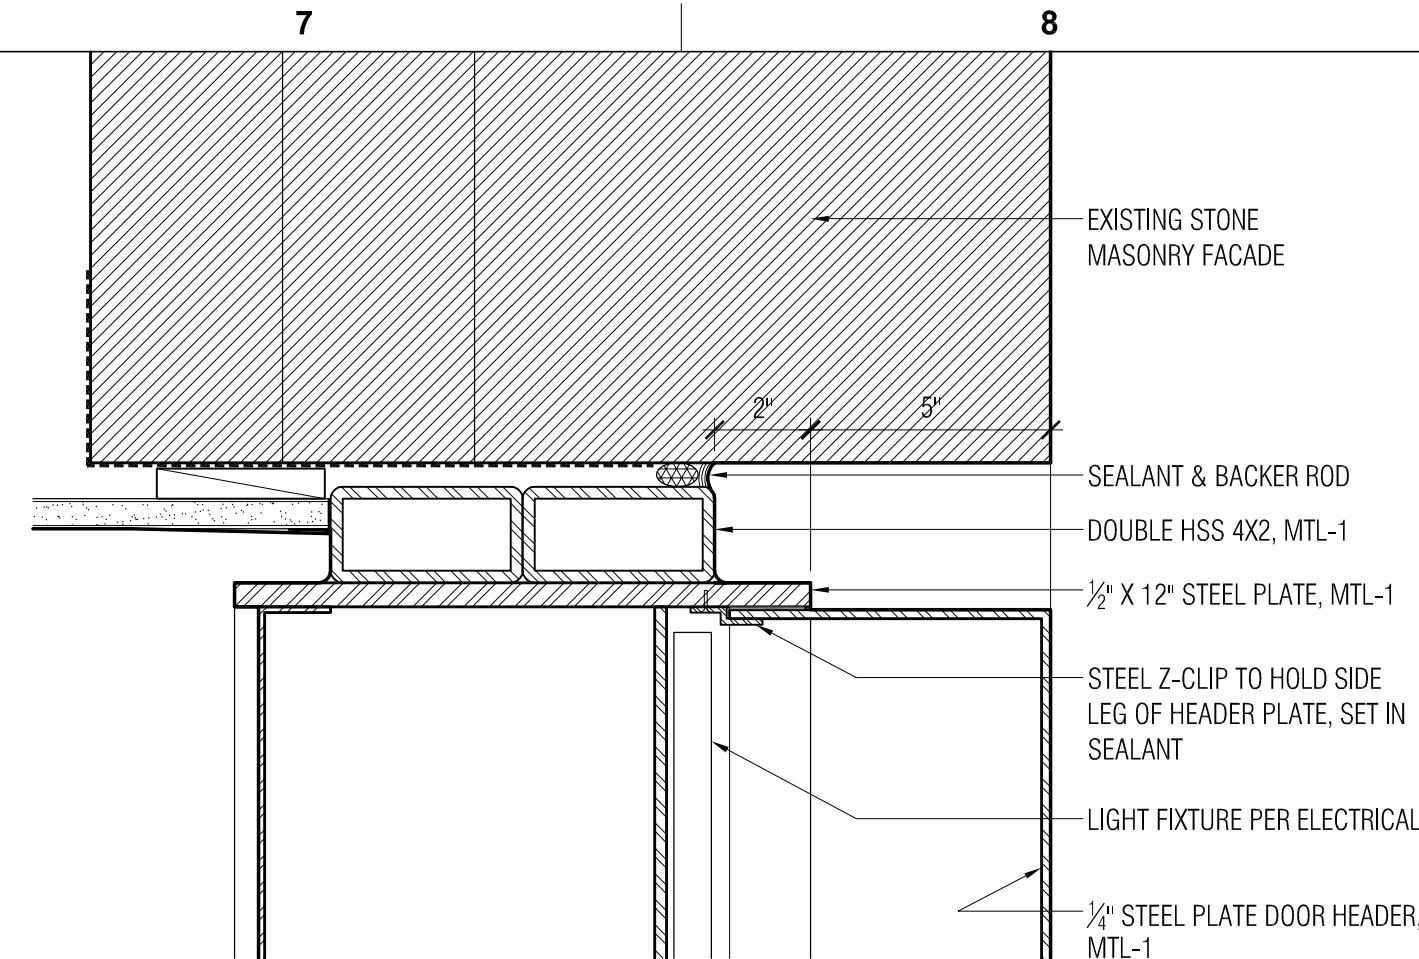 7 8
EXISTING STONE
MASONRY FACADE
2" 5"
SEALANT & BACKER ROD
DOUBLE HSS 4X2, MTL-1
1/2" X 12" STEEL PLATE, MTL-1
STEEL Z-CLIP TO HOLD SIDE
LEG OF HEADER PLATE, SET IN
SEALANT
LIGHT FIXTURE PER ELECTRICAL
1/4" STEEL PLATE DOOR HEADER,
MTL-1